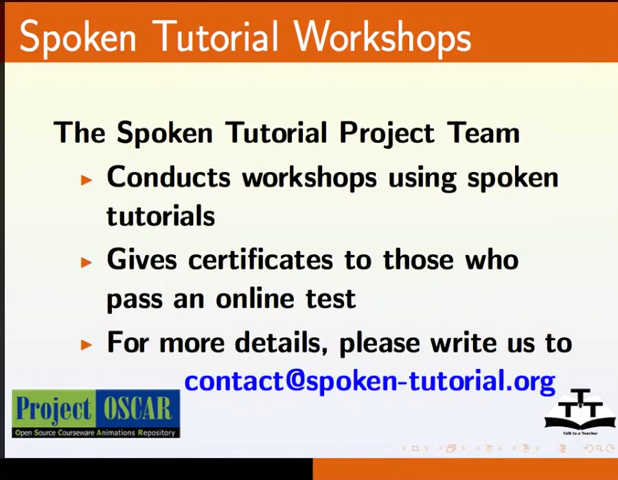 Spoken Tutorial Workshops
The Spoken Tutorial Project Team
Conducts workshops using spoken
tutorials
Gives certificates to those who
pass an online test
For more details, please write us to
contact@spoken-tutorial.org
Project OSCAR
Open Source Courseware Animations Repository
TTT
Talk to a Teacher